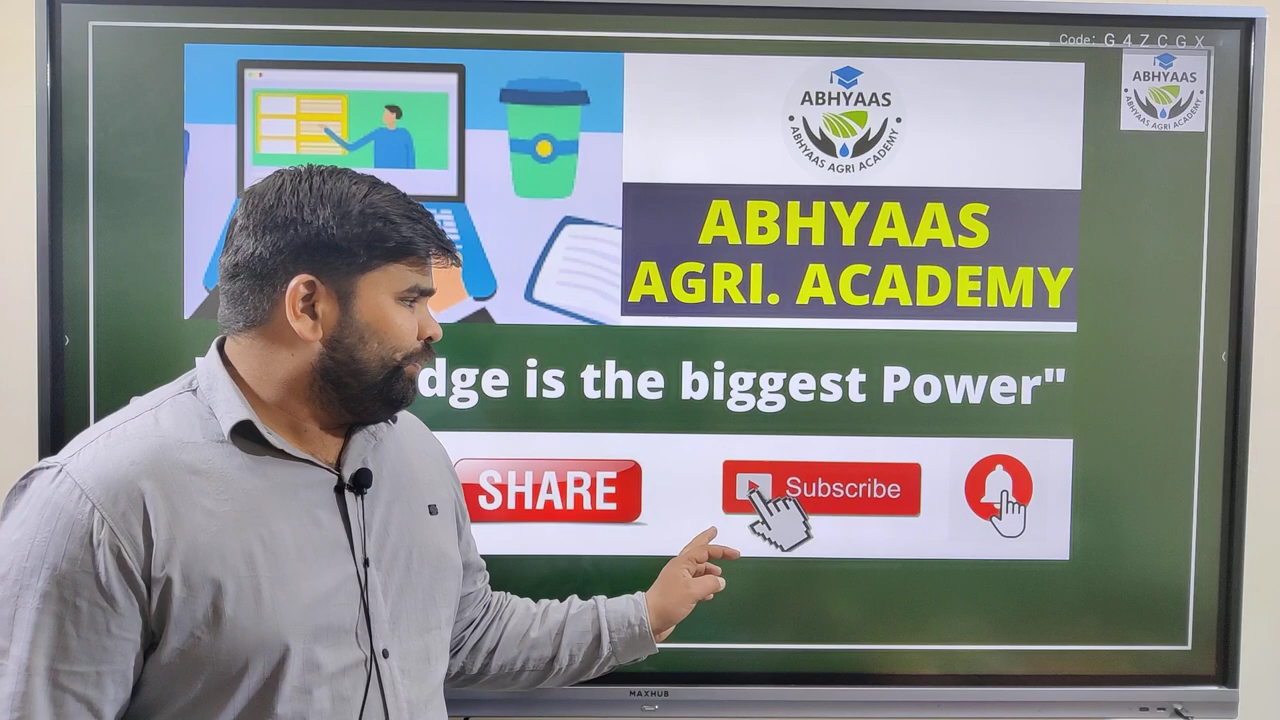 Code: G 4 Z C G X
ABHYAAS
ABHYAAS AGRI ACADEMY
ABHYAAS
ABHYAAS AGRI ACADEMY
ABHYAAS
AGRI. ACADEMY
dge is the biggest Power"
SHARE
Subscribe
MAXHUB